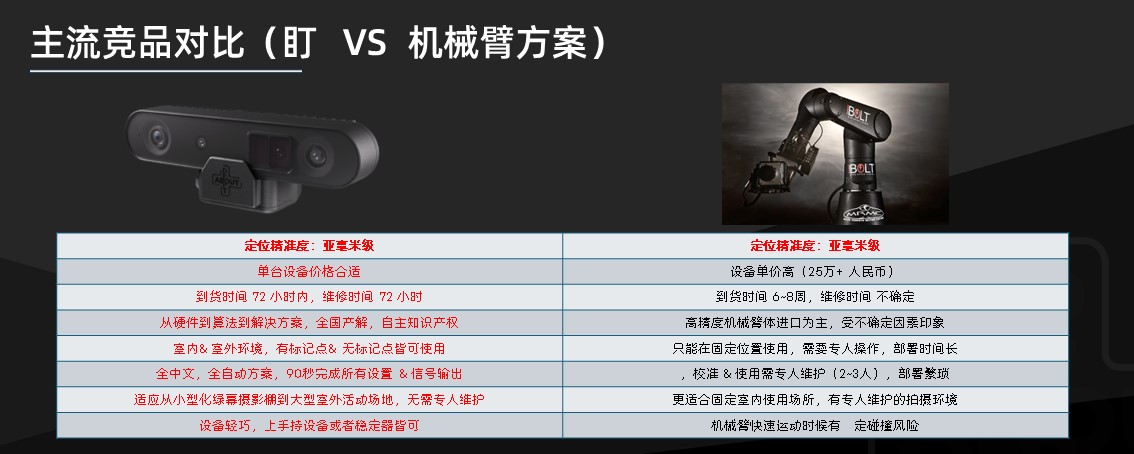 主流竞品对比（盯 VS 机械臂方案）
ABOUT
BOLT
BOLT
MRMC
定位精准度：亚毫米级
定位精准度：亚毫米级
单台设备价格合适
设备单价高（25万+ 人民币）
到货时间 72 小时内，维修时间 72 小时
到货时间 6~8周，维修时间 不确定
从硬件到算法到解决方案，全国产解，自主知识产权
高精度机械臂体进口为主，受不确定因素印象
室内& 室外环境，有标记点& 无标记点皆可使用
只能在固定位置使用，需要专人操作，部署时间长
全中文，全自动方案，90秒完成所有设置 & 信号输出
，校准 & 使用需专人维护（2~3人），部署繁琐
适应从小型化绿幕摄影棚到大型室外活动场地，无需专人维护
更适合固定室内使用场所，有专人维护的拍摄环境
设备轻巧，上手持设备或者稳定器皆可
机械臂快速运动时候有 定碰撞风险